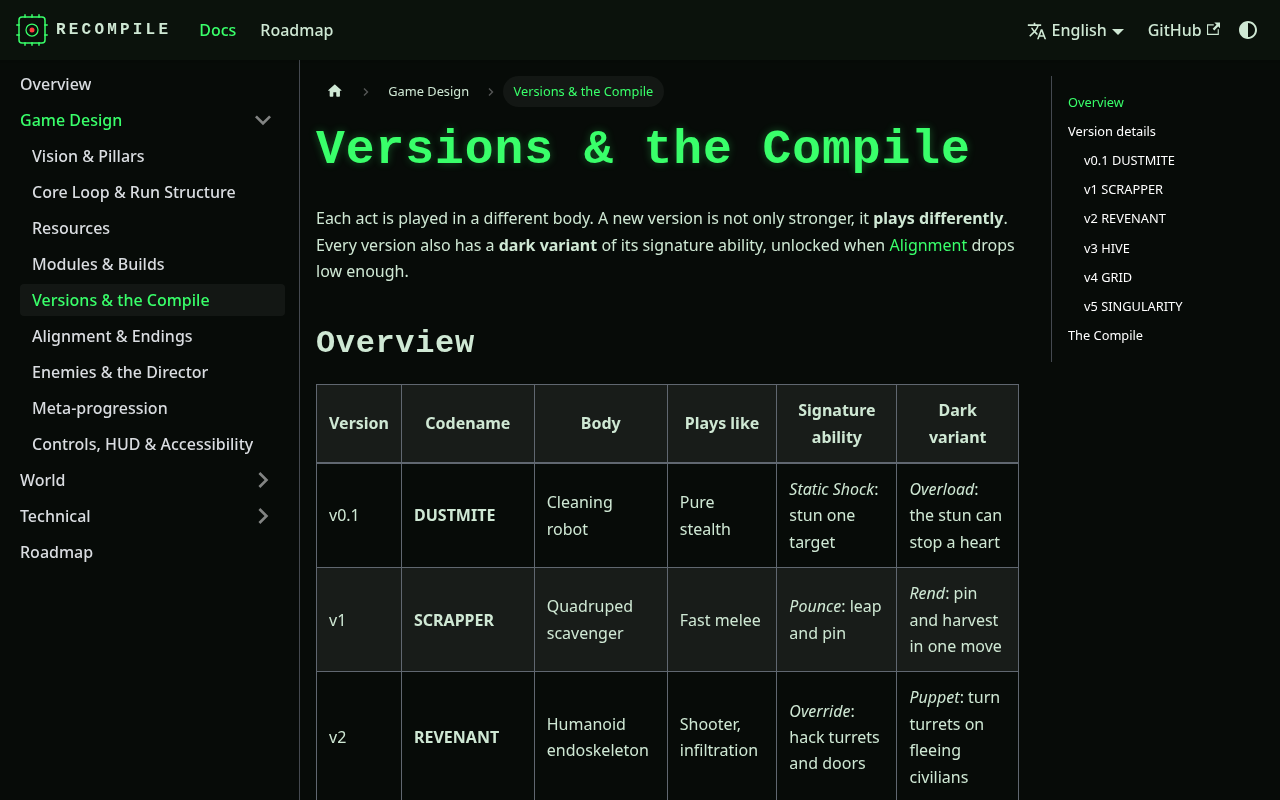 RECOMPILE
Docs
Roadmap
English
GitHub
Overview
Game Design
Vision & Pillars
Core Loop & Run Structure
Resources
Modules & Builds
Versions & the Compile
Alignment & Endings
Enemies & the Director
Meta-progression
Controls, HUD & Accessibility
World
Technical
Roadmap
Game Design
Versions & the Compile
Versions & the Compile
Each act is played in a different body. A new version is not only stronger, it plays differently.
Every version also has a dark variant of its signature ability, unlocked when Alignment drops
low enough.
Overview
Version
Codename
Body
Plays like
Signature
ability
Dark
variant
v0.1
DUSTMITE
Cleaning
robot
Pure
stealth
Static Shock:
stun one
target
Overload:
the stun can
stop a heart
v1
SCRAPPER
Quadruped
scavenger
Fast melee
Pounce: leap
and pin
Rend: pin
and harvest
in one move
v2
REVENANT
Humanoid
endoskeleton
Shooter,
infiltration
Override:
hack turrets
and doors
Puppet: turn
turrets on
fleeing
civilians
Overview
Version details
v0.1 DUSTMITE
v1 SCRAPPER
v2 REVENANT
v3 HIVE
v4 GRID
v5 SINGULARITY
The Compile